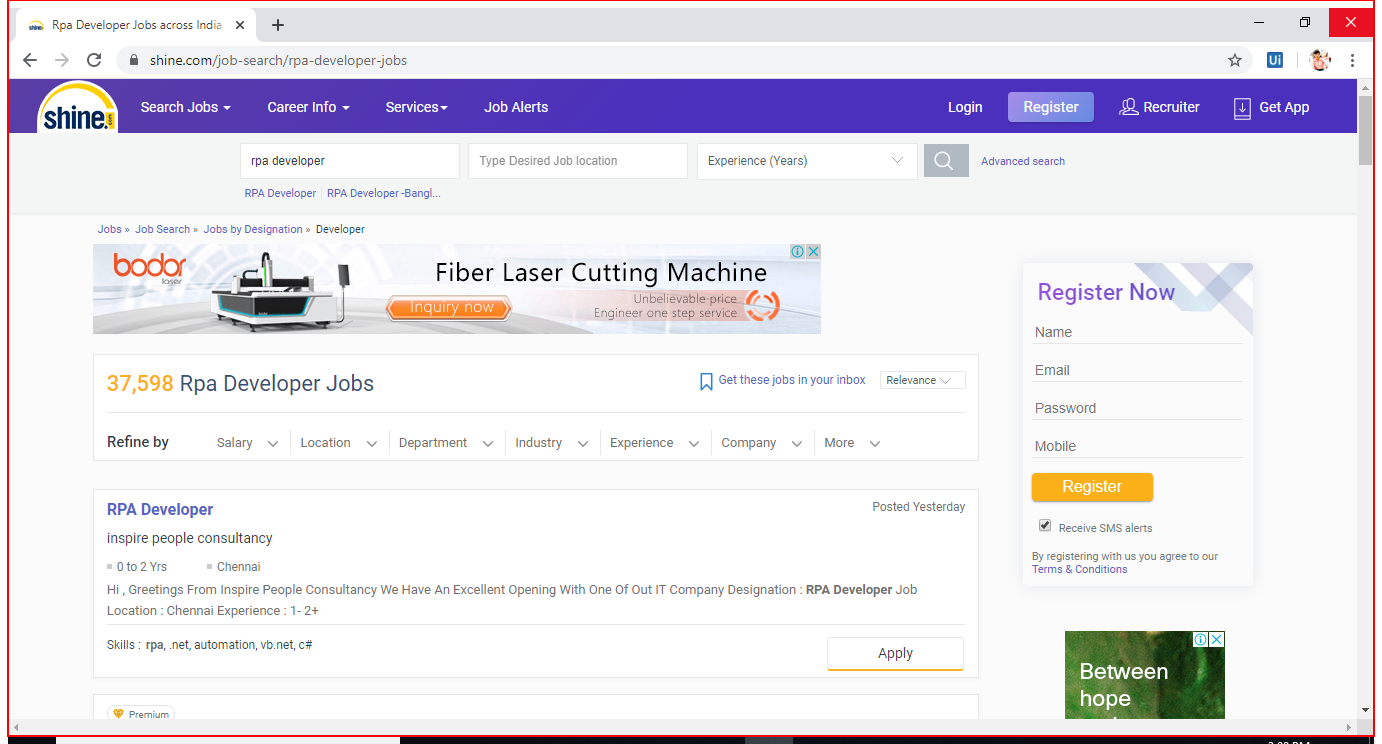 Rpa Developer Jobs across India
shine.com/job-search/rpa-developer-jobs
Ui
shine.com
Search Jobs
Career Info
Services
Job Alerts
Login
Register
Recruiter
Get App
rpa developer
Type Desired Job location
Experience (Years)
Advanced search
RPA Developer
RPA Developer -Bangl...
Jobs » Job Search » Jobs by Designation » Developer
bodor
laser
Fiber Laser Cutting Machine
Inquiry now
Unbelievable price
Engineer one step service
Register Now
Name
Email
Password
Mobile
Register
Receive SMS alerts
By registering with us you agree to our
Terms & Conditions
37,598 Rpa Developer Jobs
Get these jobs in your inbox
Relevance
Refine by
Salary
Location
Department
Industry
Experience
Company
More
RPA Developer
Posted Yesterday
inspire people consultancy
0 to 2 Yrs
Chennai
Hi , Greetings From Inspire People Consultancy We Have An Excellent Opening With One Of Out IT Company Designation : RPA Developer Job
Location : Chennai Experience : 1- 2+
Skills : rpa, .net, automation, vb.net, c#
Apply
Premium
Between
hope